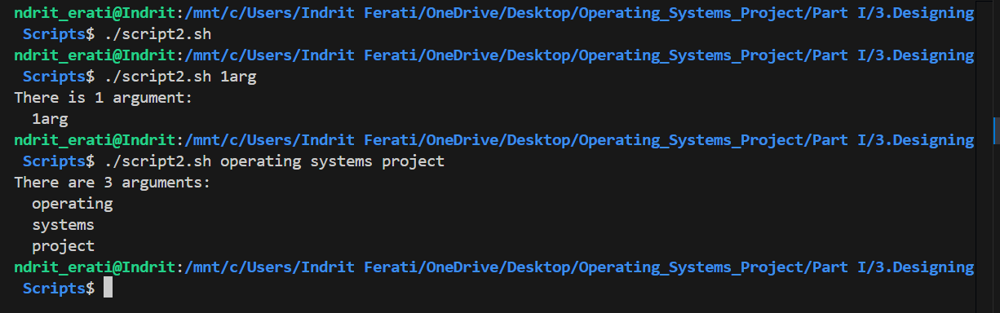 ndrit_erati@Indrit:/mnt/c/Users/Indrit Ferati/OneDrive/Desktop/Operating_Systems_Project/Part I/3.Designing
Scripts$ ./script2.sh
ndrit_erati@Indrit:/mnt/c/Users/Indrit Ferati/OneDrive/Desktop/Operating_Systems_Project/Part I/3.Designing
Scripts$ ./script2.sh 1arg
There is 1 argument:
1arg
ndrit_erati@Indrit:/mnt/c/Users/Indrit Ferati/OneDrive/Desktop/Operating_Systems_Project/Part I/3.Designing
Scripts$ ./script2.sh operating systems project
There are 3 arguments:
operating
systems
project
ndrit_erati@Indrit:/mnt/c/Users/Indrit Ferati/OneDrive/Desktop/Operating_Systems_Project/Part I/3.Designing
Scripts$